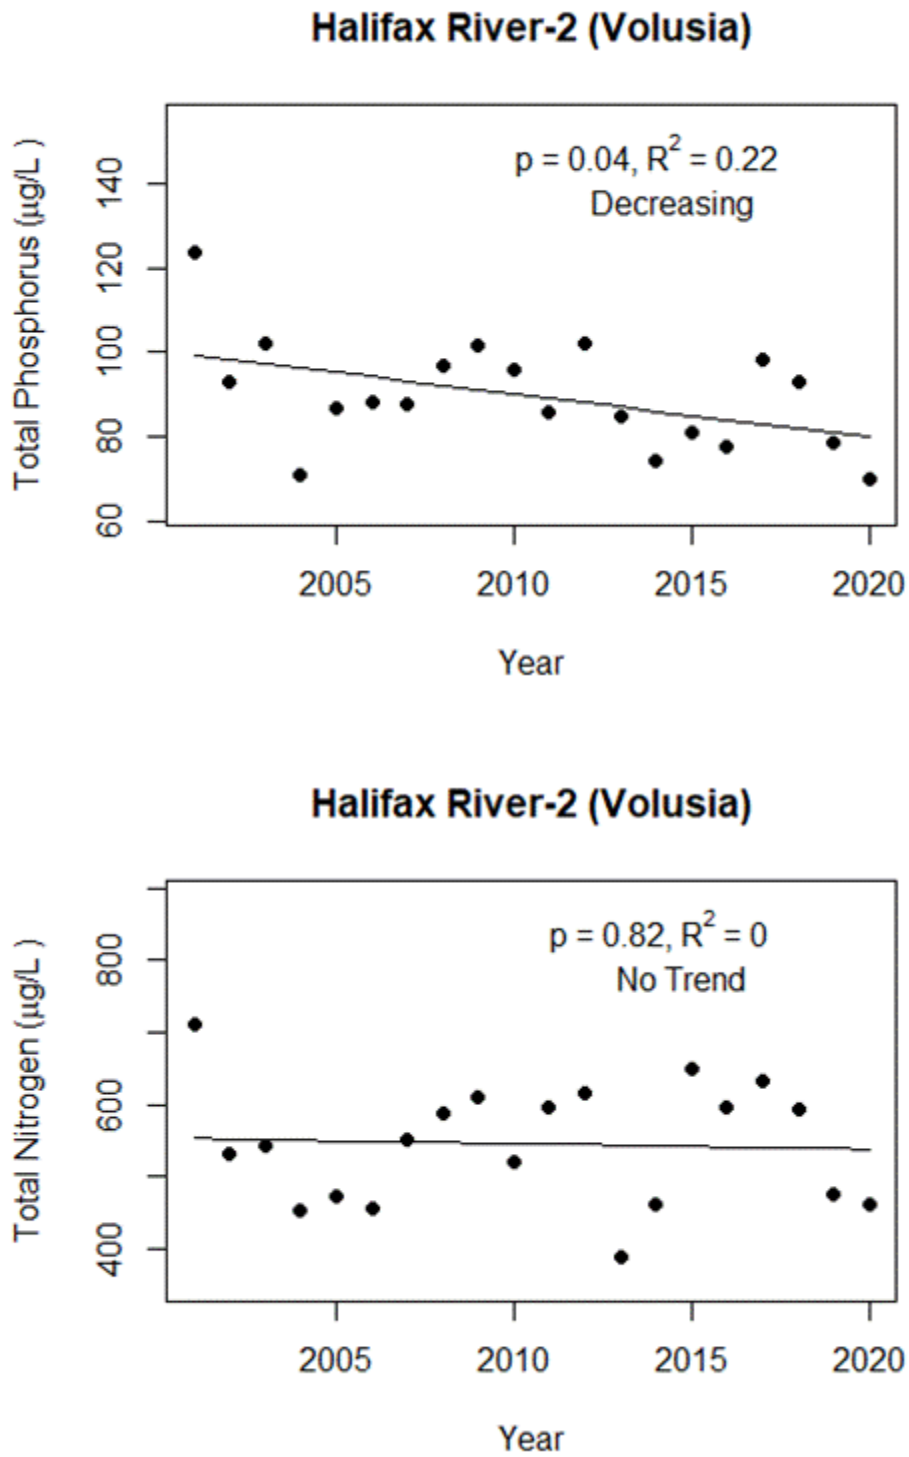 Halifax River-2 (Volusia)
p = 0.04, R² = 0.22
Decreasing
Total Phosphorus (µg/L )
140
120
100
80
60
2005 2010 2015 2020
Year
Halifax River-2 (Volusia)
p = 0.82, R² = 0
No Trend
Total Nitrogen (µg/L )
800
600
400
2005 2010 2015 2020
Year